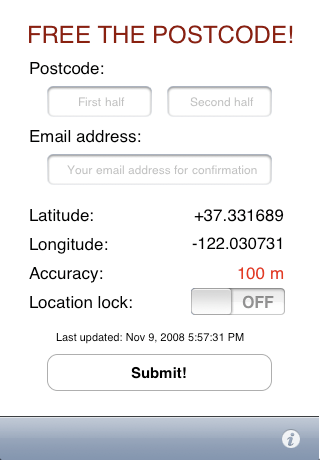 FREE THE POSTCODE!
Postcode:
First half Second half
Email address:
Your email address for confirmation
Latitude: +37.331689
Longitude: -122.030731
Accuracy: 100 m
Location lock: OFF
Last updated: Nov 9, 2008 5:57:31 PM
Submit!
i